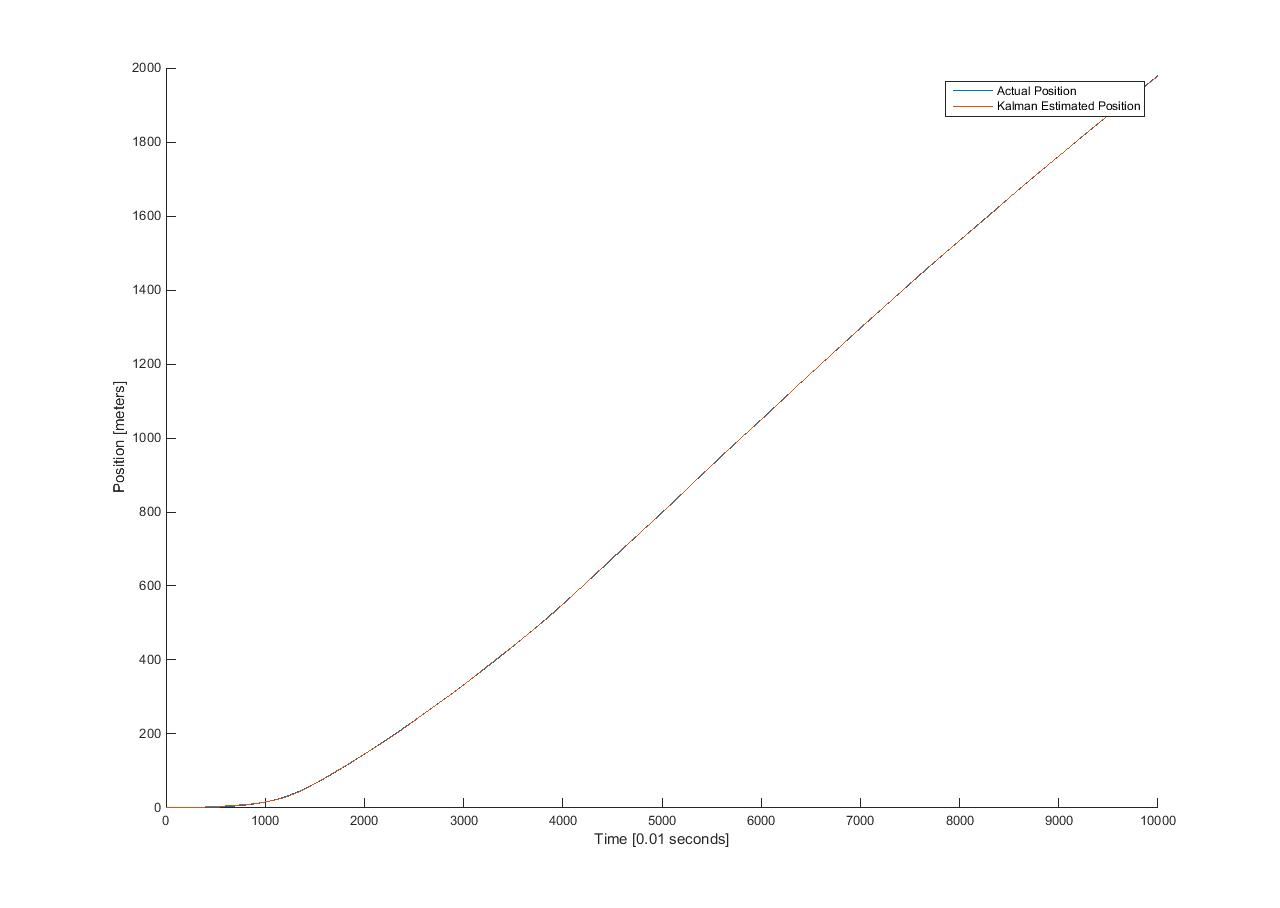 2000
1800
1600
1400
1200
1000
800
600
400
200
0
Position [meters]
Actual Position
Kalman Estimated Position
0 1000 2000 3000 4000 5000 6000 7000 8000 9000 10000
Time [0.01 seconds]